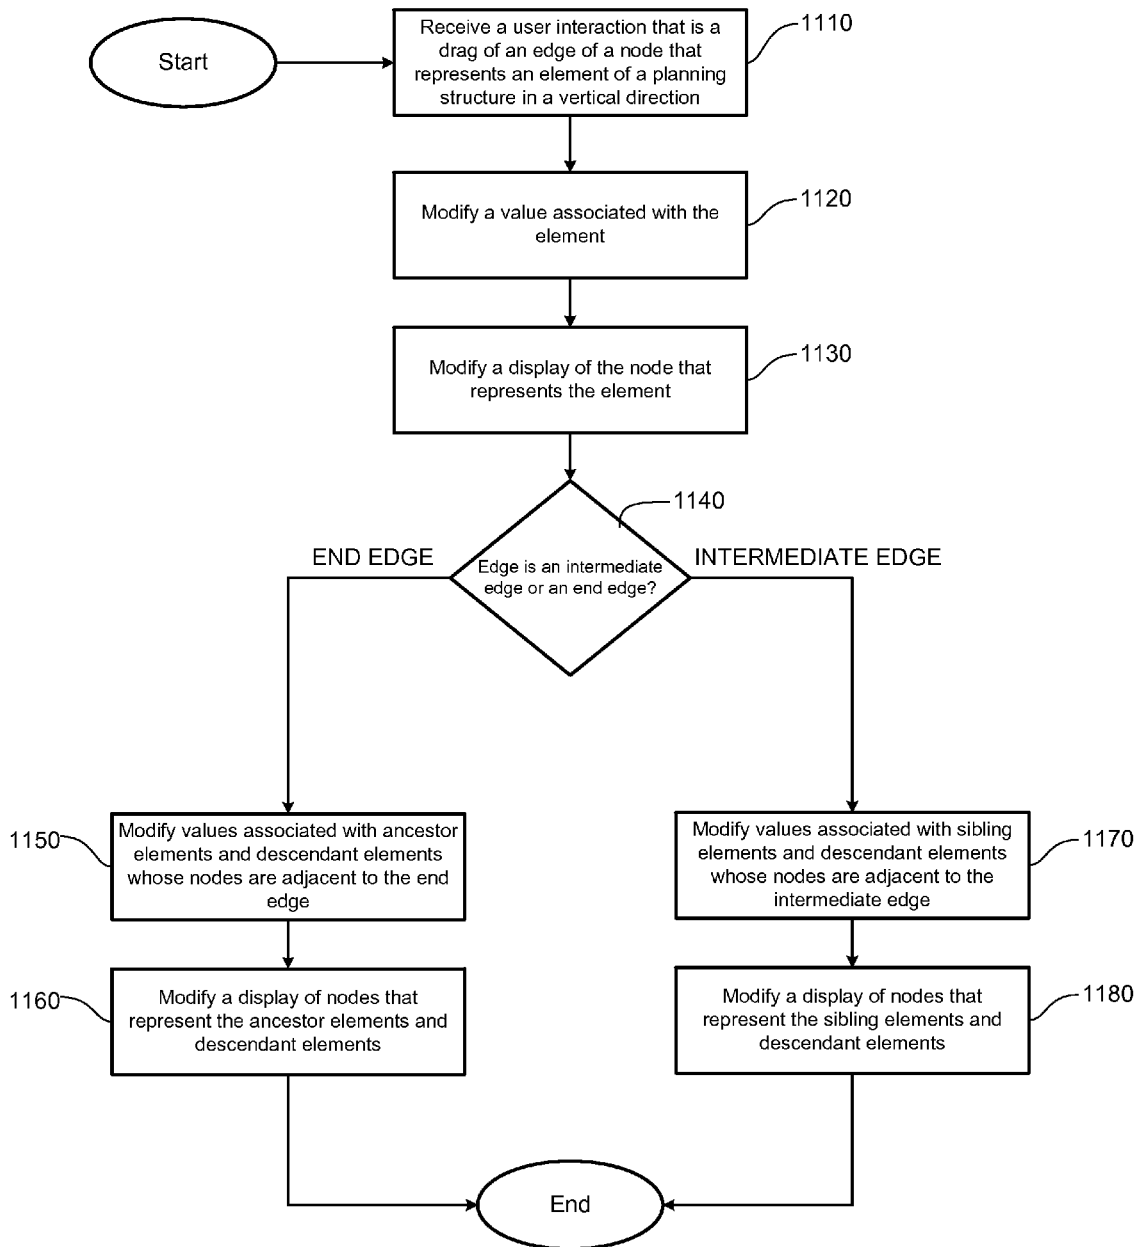 Start
Receive a user interaction that is a
drag of an edge of a node that
represents an element of a planning
structure in a vertical direction
1110
Modify a value associated with the
element
1120
Modify a display of the node that
represents the element
1130
1140
END EDGE
Edge is an intermediate
edge or an end edge?
INTERMEDIATE EDGE
1150
Modify values associated with ancestor
elements and descendant elements
whose nodes are adjacent to the end
edge
Modify values associated with sibling
elements and descendant elements
whose nodes are adjacent to the
intermediate edge
1170
1160
Modify a display of nodes that
represent the ancestor elements and
descendant elements
Modify a display of nodes that
represent the sibling elements and
descendant elements
1180
End